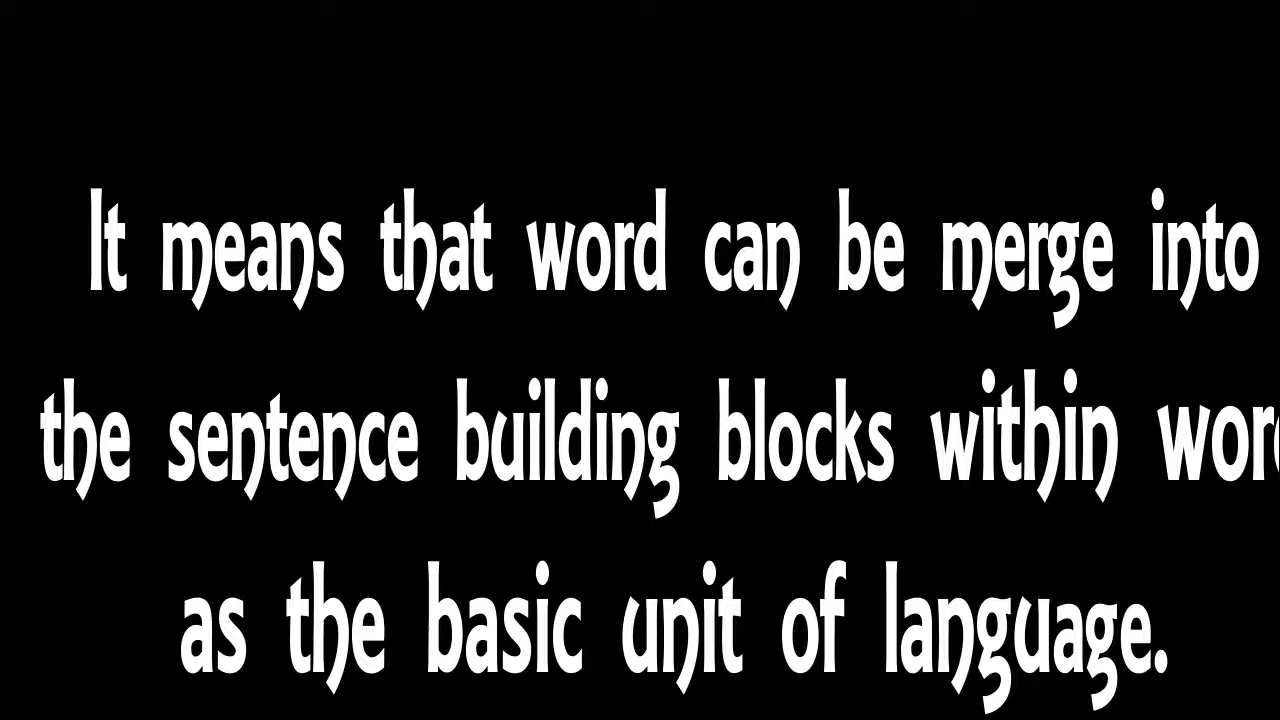 It means that word can be merge into
the sentence building blocks within
as the basic unit of language.